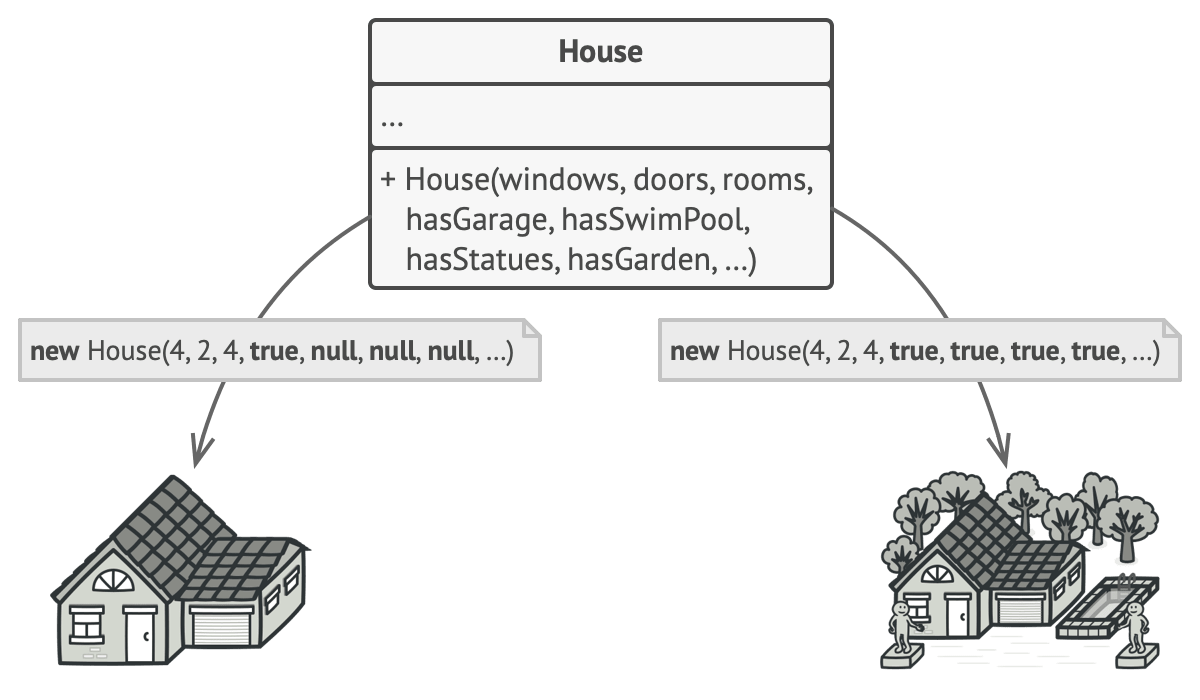 House
...
+ House(windows, doors, rooms,
hasGarage, hasSwimPool,
hasStatues, hasGarden, ...)
new House(4, 2, 4, true, null, null, null, ...)
new House(4, 2, 4, true, true, true, true, ...)